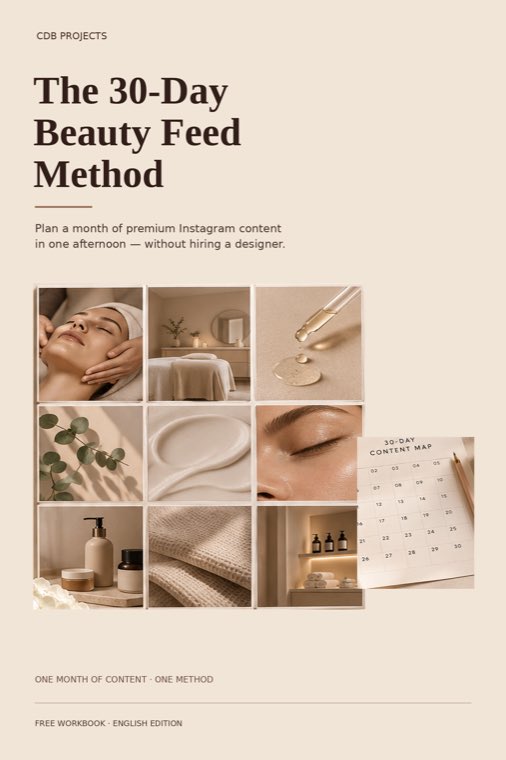 CDB PROJECTS
The 30-Day
Beauty Feed
Method
Plan a month of premium Instagram content
in one afternoon — without hiring a designer.
30-DAY
CONTENT MAP
02 03 04 05
07 08 09 10
12 13 14 15
16 17 18 19 20
21 22 23 24 25
26 27 28 29 30
ONE MONTH OF CONTENT · ONE METHOD
FREE WORKBOOK · ENGLISH EDITION